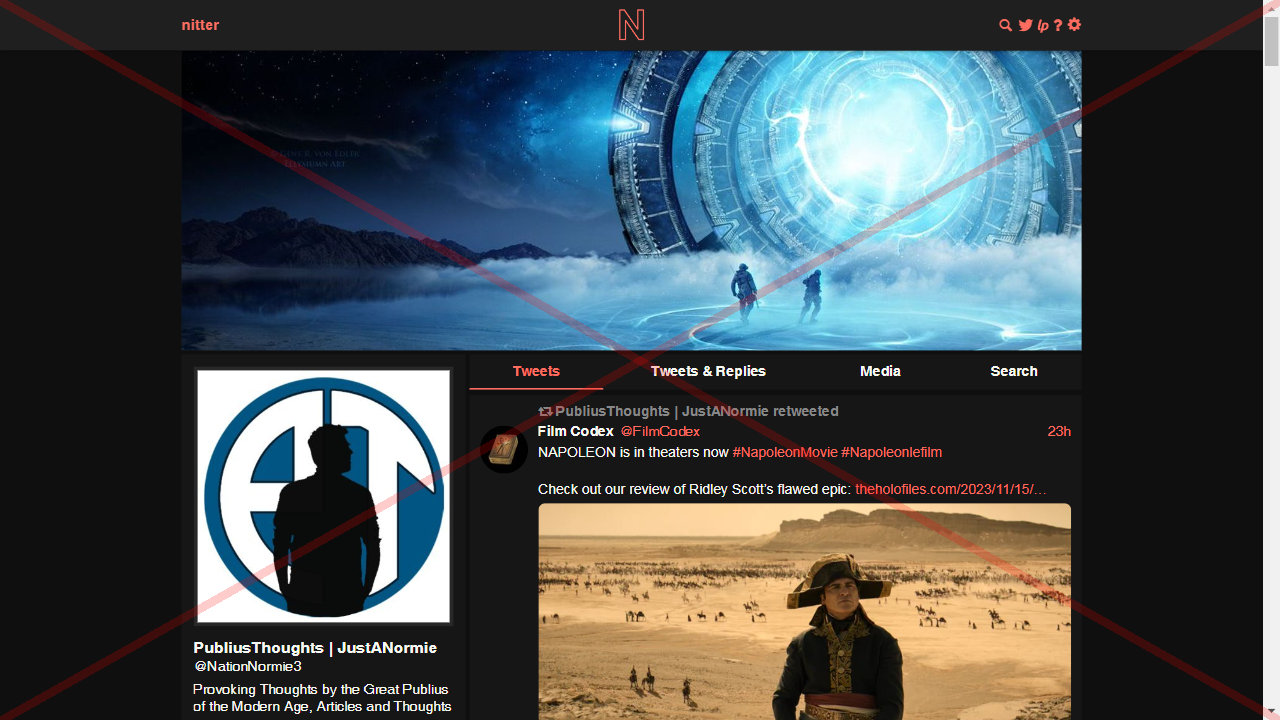 nitter
N
lp ?
Tweets
Tweets & Replies
Media
Search
PubliusThoughts | JustANormie retweeted
Film Codex @FilmCodex
23h
NAPOLEON is in theaters now #NapoleonMovie #Napoleonlefilm
Check out our review of Ridley Scott's flawed epic: theholofiles.com/2023/11/15/…
PubliusThoughts | JustANormie
@NationNormie3
Provoking Thoughts by the Great Publius
of the Modern Age, Articles and Thoughts